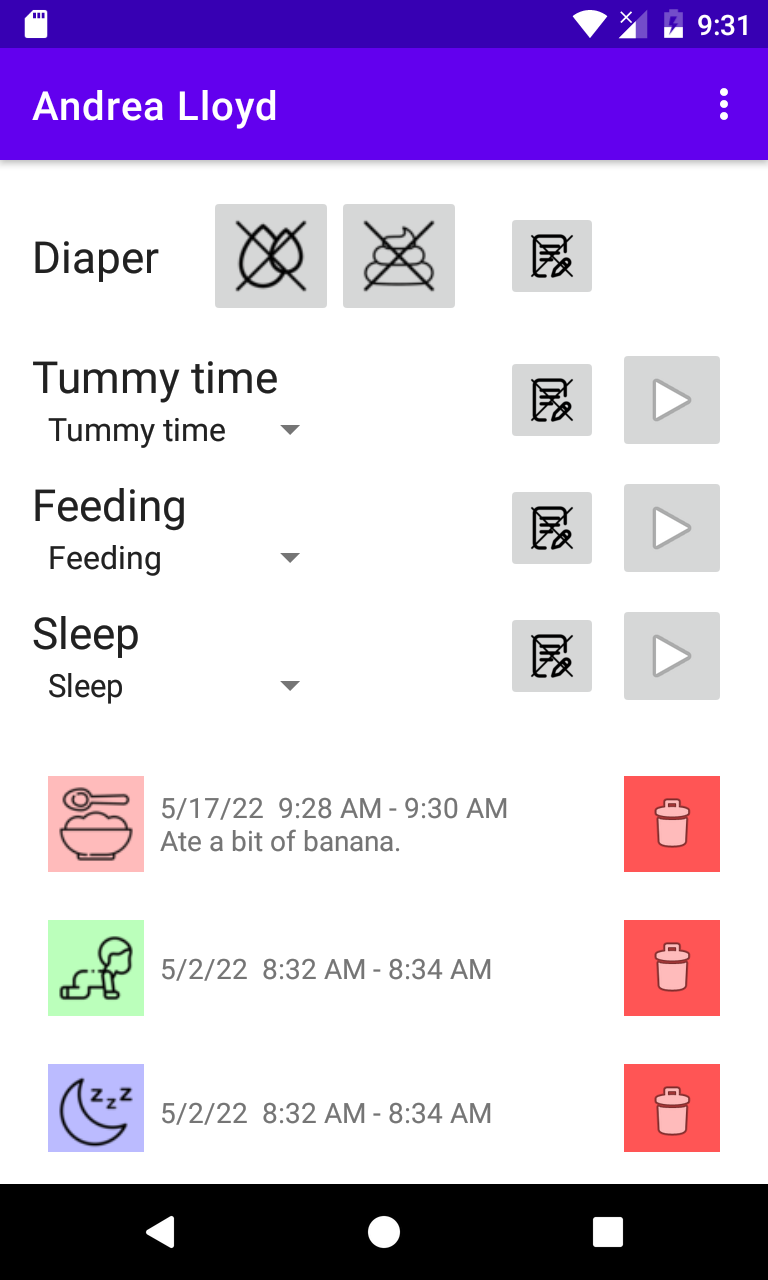 9:31
Andrea Lloyd
Diaper
Tummy time
Tummy time
Feeding
Feeding
Sleep
Sleep
5/17/22 9:28 AM - 9:30 AM
Ate a bit of banana.
5/2/22 8:32 AM - 8:34 AM
zzz
5/2/22 8:32 AM - 8:34 AM